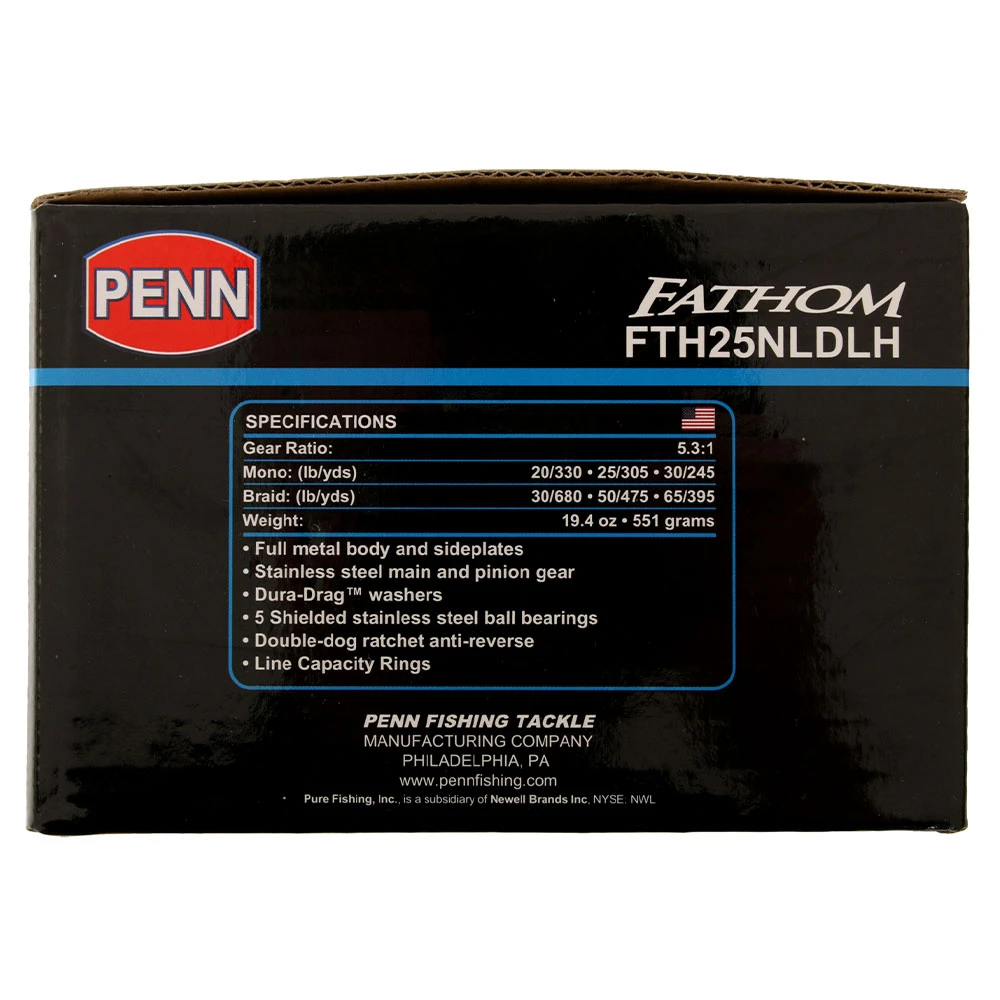 PENN
FATHOM
FTH25NLDLH
SPECIFICATIONS
Gear Ratio: 5.3:1
Mono: (lb/yds) 20/330 • 25/305 • 30/245
Braid: (lb/yds) 30/680 • 50/475 • 65/395
Weight: 19.4 oz • 551 grams
• Full metal body and sideplates
• Stainless steel main and pinion gear
• Dura-Drag™ washers
• 5 Shielded stainless steel ball bearings
• Double-dog ratchet anti-reverse
• Line Capacity Rings
PENN FISHING TACKLE
MANUFACTURING COMPANY
PHILADELPHIA, PA
www.pennfishing.com
Pure Fishing, Inc., is a subsidiary of Newell Brands Inc, NYSE. NWL